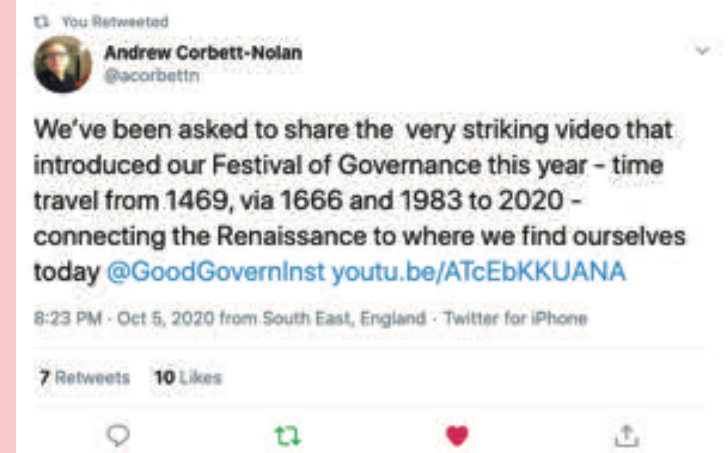 You Retweeted
Andrew Corbett-Nolan
@acorbettn
We've been asked to share the very striking video that
introduced our Festival of Governance this year – time
travel from 1469, via 1666 and 1983 to 2020 –
connecting the Renaissance to where we find ourselves
today @GoodGovernInst youtu.be/ATcEbKKUANA
8:23 PM · Oct 5, 2020 from South East, England · Twitter for iPhone
7 Retweets 10 Likes